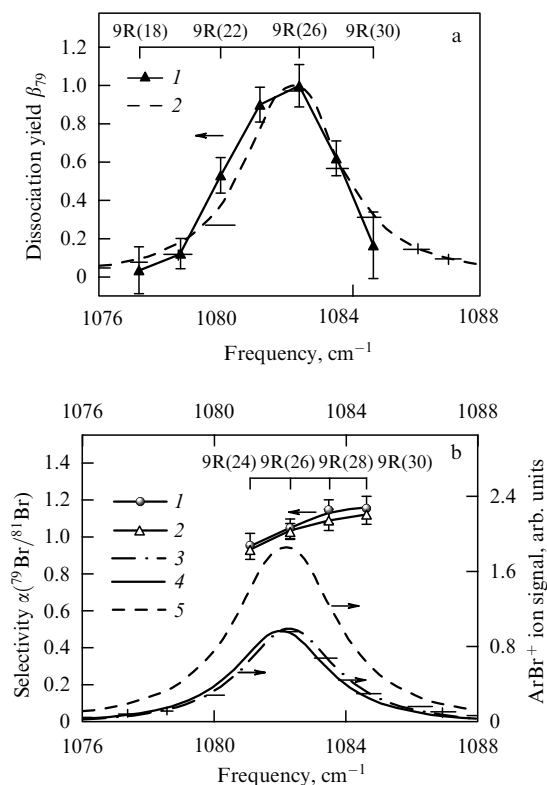 9R(18) 9R(22) 9R(26) 9R(30) a
1.2
1.0
0.8
0.6
0.4
0.2
0
Dissociation yield β79
1
2
1076 1080 1084 1088
Frequency, cm−1
1076 1080 1084 1088
b
9R(24) 9R(26) 9R(28) 9R(30)
1.4
1.2
1.0
0.8
0.6
0.4
0.2
0
Selectivity α(79Br/81Br)
1
2
3
4
5
2.4
1.6
0.8
0
ArBr+ ion signal, arb. units
1076 1080 1084 1088
Frequency, cm−1